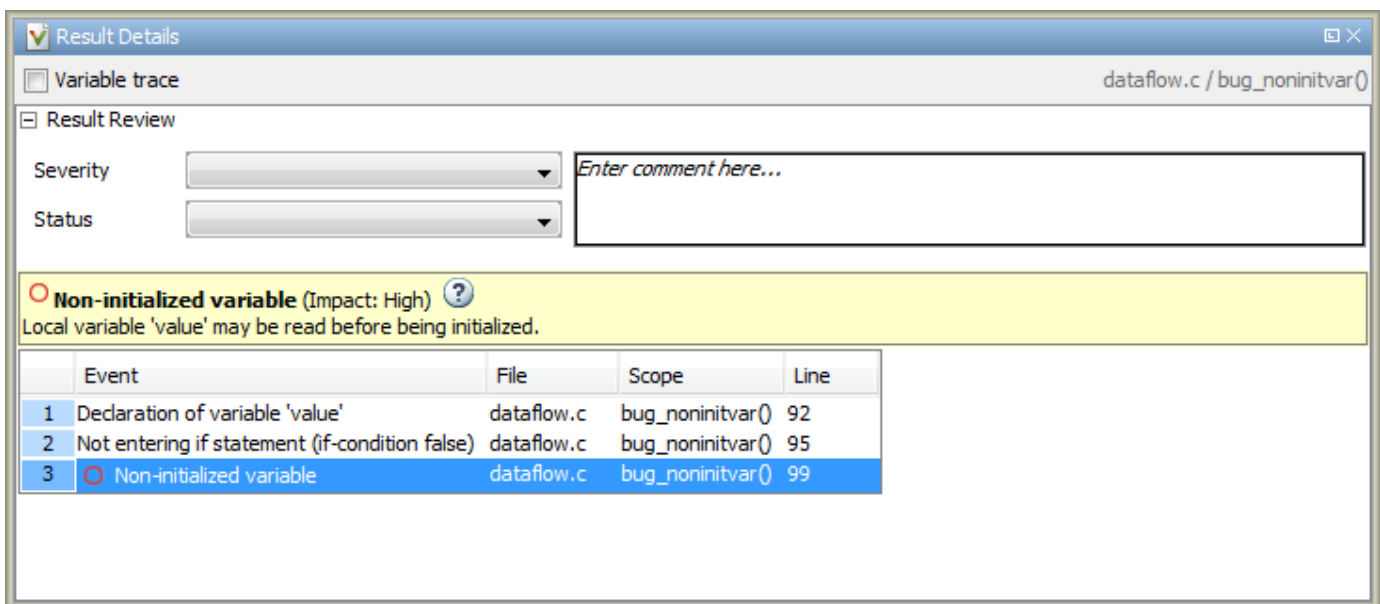 Result Details
Variable trace dataflow.c / bug_noninitvar()
Result Review
Severity Enter comment here...
Status
Non-initialized variable (Impact: High) ?
Local variable 'value' may be read before being initialized.
Event File Scope Line
1 Declaration of variable 'value' dataflow.c bug_noninitvar() 92
2 Not entering if statement (if-condition false) dataflow.c bug_noninitvar() 95
3 Non-initialized variable dataflow.c bug_noninitvar() 99